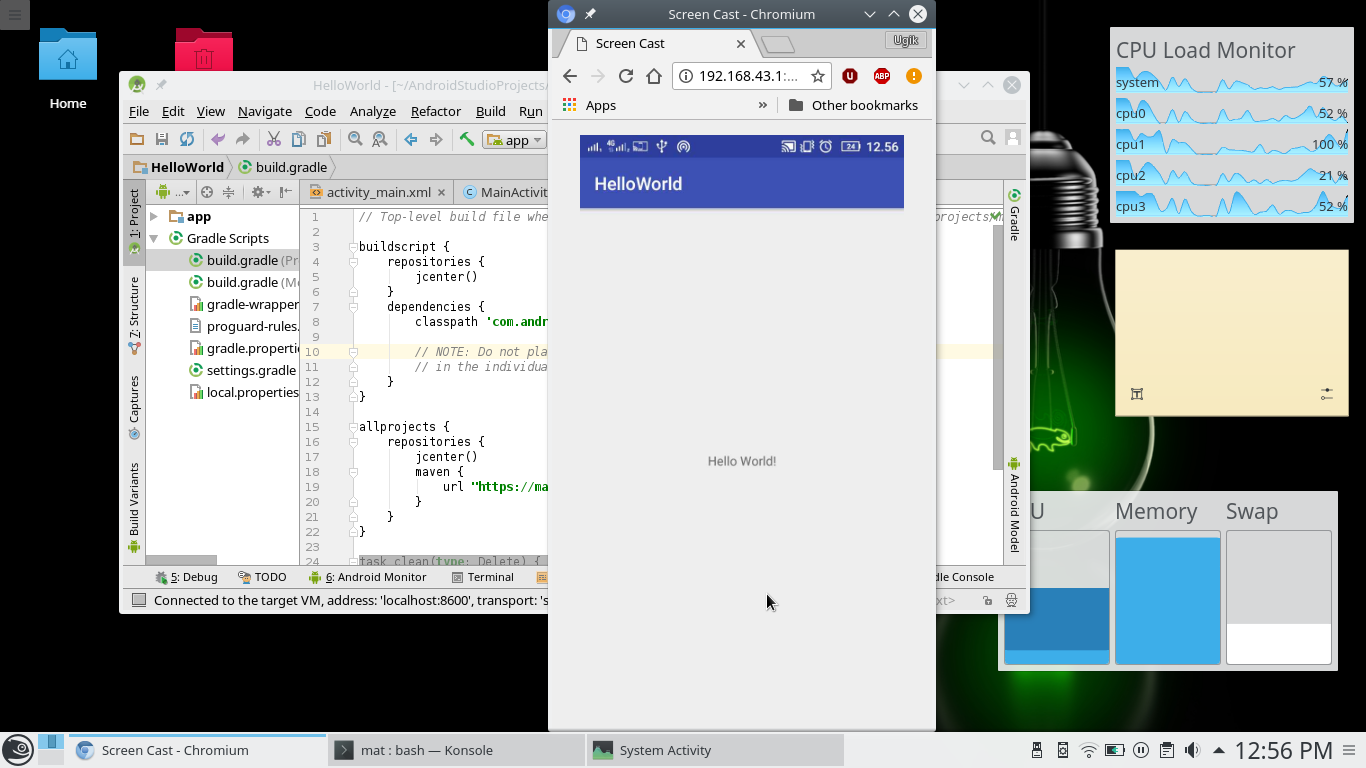 Home
HelloWorld - [~/AndroidStudioProjects/
File Edit View Navigate Code Analyze Refactor Build Run
app
HelloWorld build.gradle
activity_main.xml
MainActivit
1: Project
7: Structure
Captures
Build Variants
...
app
Gradle Scripts
build.gradle (Pr
build.gradle (Mo
gradle-wrapper
proguard-rules.
gradle.propertie
settings.gradle
local.properties
1 // Top-level build file whe
2
3 buildscript {
4 repositories {
5 jcenter()
6 }
7 dependencies {
8 classpath 'com.andr
9
10 // NOTE: Do not pla
11 // in the individua
12 }
13 }
14
15 allprojects {
16 repositories {
17 jcenter()
18 maven {
19 url "https://ma
20 }
21 }
22 }
23
24 task clean(type: Delete) {
projects/
Gradle
Android Model
5: Debug TODO 6: Android Monitor Terminal
dle Console
Connected to the target VM, address: 'localhost:8600', transport: 's
xt>
Screen Cast - Chromium
Screen Cast
Ugik
192.168.43.1:...
U
ABP
Apps » Other bookmarks
4G
24 12.56
HelloWorld
Hello World!
CPU Load Monitor
system 57 %
cpu0 52 %
cpu1 100 %
cpu2 21 %
cpu3 52 %
U Memory Swap
Screen Cast - Chromium
mat : bash — Konsole
System Activity
12:56 PM